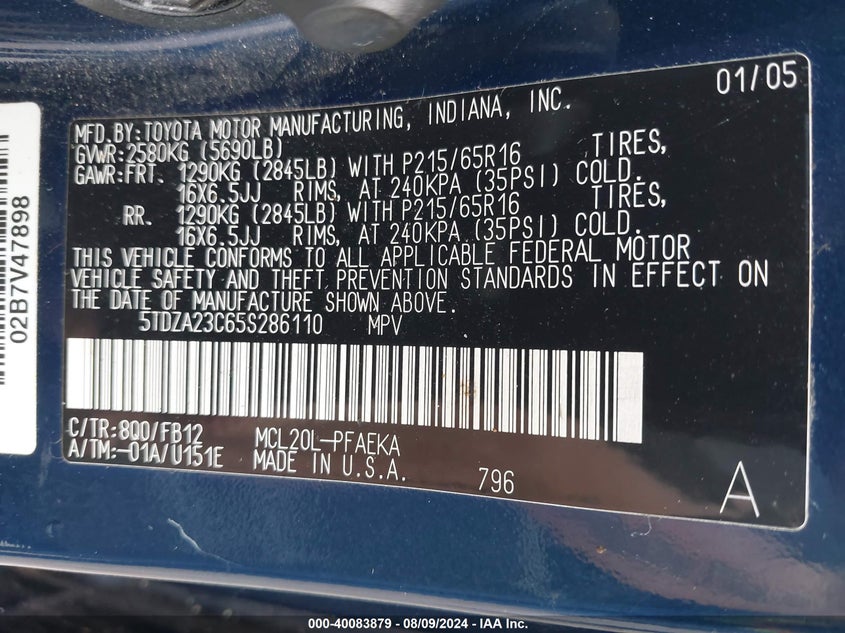 01/05
MFD.BY:TOYOTA MOTOR MANUFACTURING, INDIANA, INC.
GVWR:2580KG (5690LB)
GAWR:FRT. 1290KG (2845LB) WITH P215/65R16 TIRES,
16X6.5JJ RIMS, AT 240KPA (35PSI) COLD.
RR. 1290KG (2845LB) WITH P215/65R16 TIRES,
16X6.5JJ RIMS, AT 240KPA (35PSI) COLD.
THIS VEHICLE CONFORMS TO ALL APPLICABLE FEDERAL MOTOR
VEHICLE SAFETY AND THEFT PREVENTION STANDARDS IN EFFECT ON
THE DATE OF MANUFACTURE SHOWN ABOVE.
5TDZA23C65S286110 MPV
C/TR:8Q0/FB12 MCL20L-PFAEKA
A/TM:-01A/U151E MADE IN U.S.A. 796
A
02B7V47898
000-40083879 - 08/09/2024 - IAA Inc.